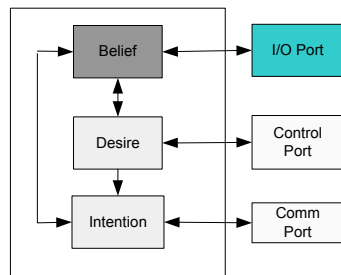 Belief
I/O Port
Desire
Control
Port
Intention
Comm
Port